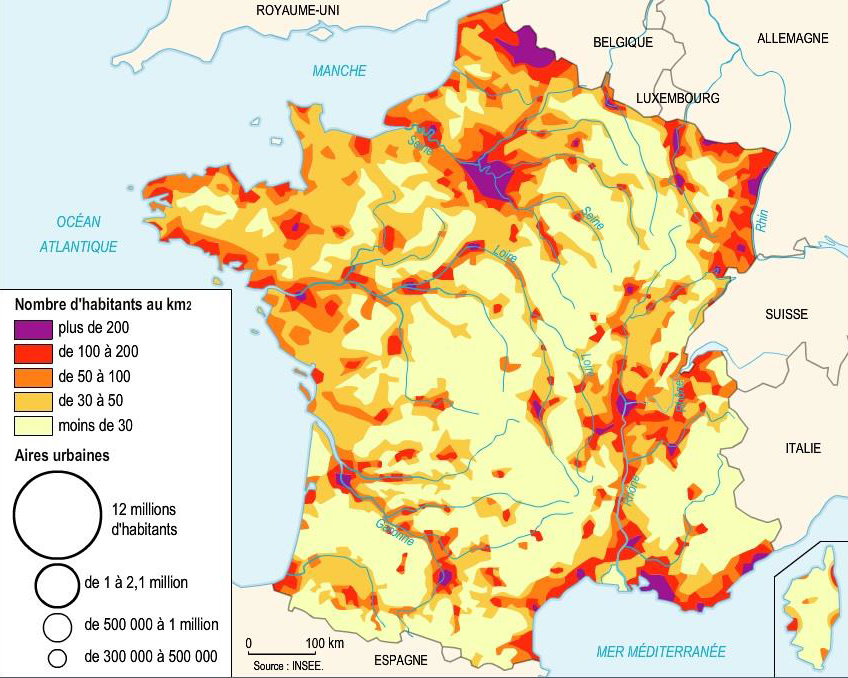 ROYAUME-UNI
BELGIQUE
ALLEMAGNE
MANCHE
LUXEMBOURG
Seine
OCÉAN
ATLANTIQUE
Seine
Rhin
Loire
Nombre d'habitants au km2
plus de 200
de 100 à 200
de 50 à 100
de 30 à 50
moins de 30
SUISSE
Loire
Rhône
Aires urbaines
12 millions
d'habitants
ITALIE
Rhône
Garonne
de 1 à 2,1 million
de 500 000 à 1 million
de 300 000 à 500 000
0 100 km
Source : INSEE.
ESPAGNE
MER MÉDITERRANÉE